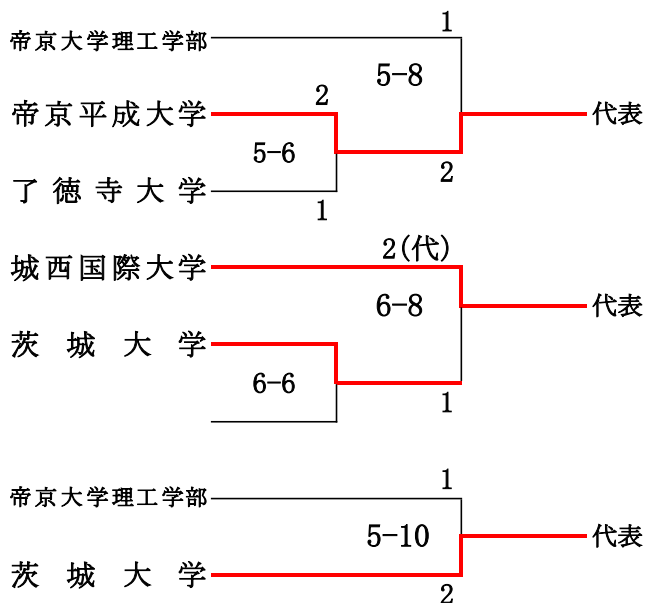 1
帝京大学理工学部
5-8
2
帝京平成大学
代表
5-6
2
了徳寺大学
1
2(代)
城西国際大学
6-8
代表
茨城大学
6-6
1
1
帝京大学理工学部
5-10
代表
茨城大学
2